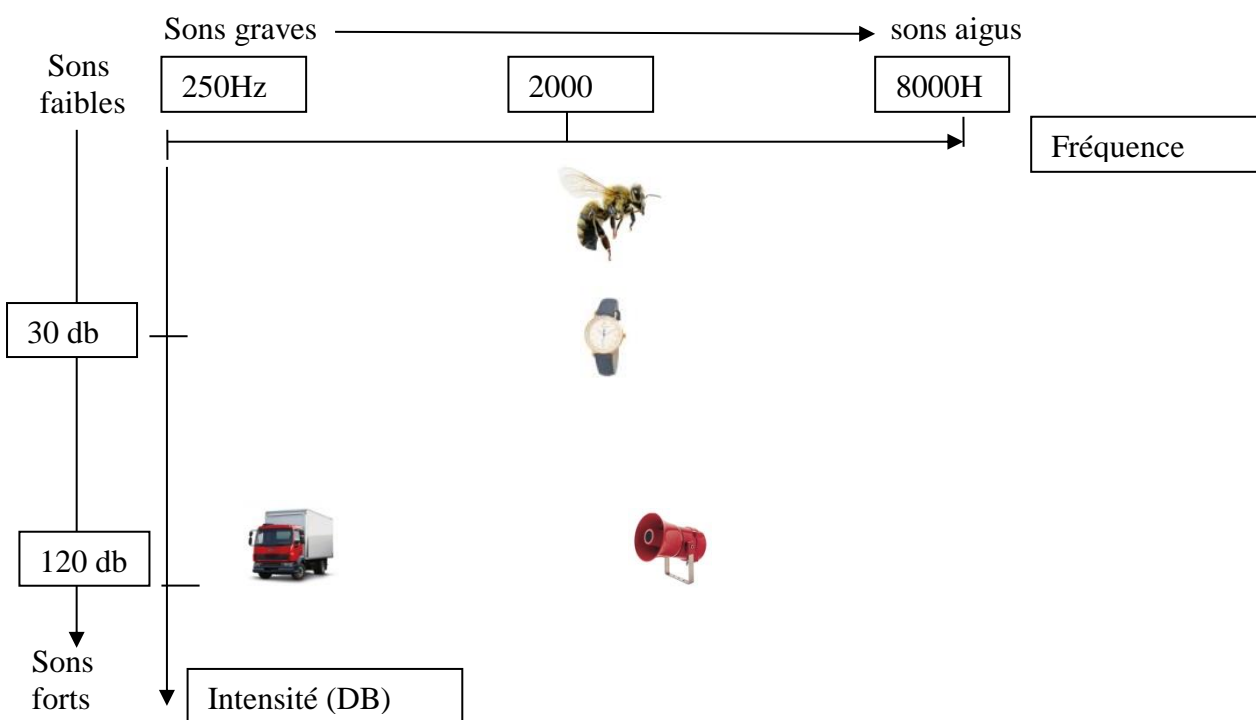 Sons graves
sons aigus
Sons
faibles
250Hz
2000
8000H
Fréquence
30 db
120 db
Sons
forts
Intensité (DB)